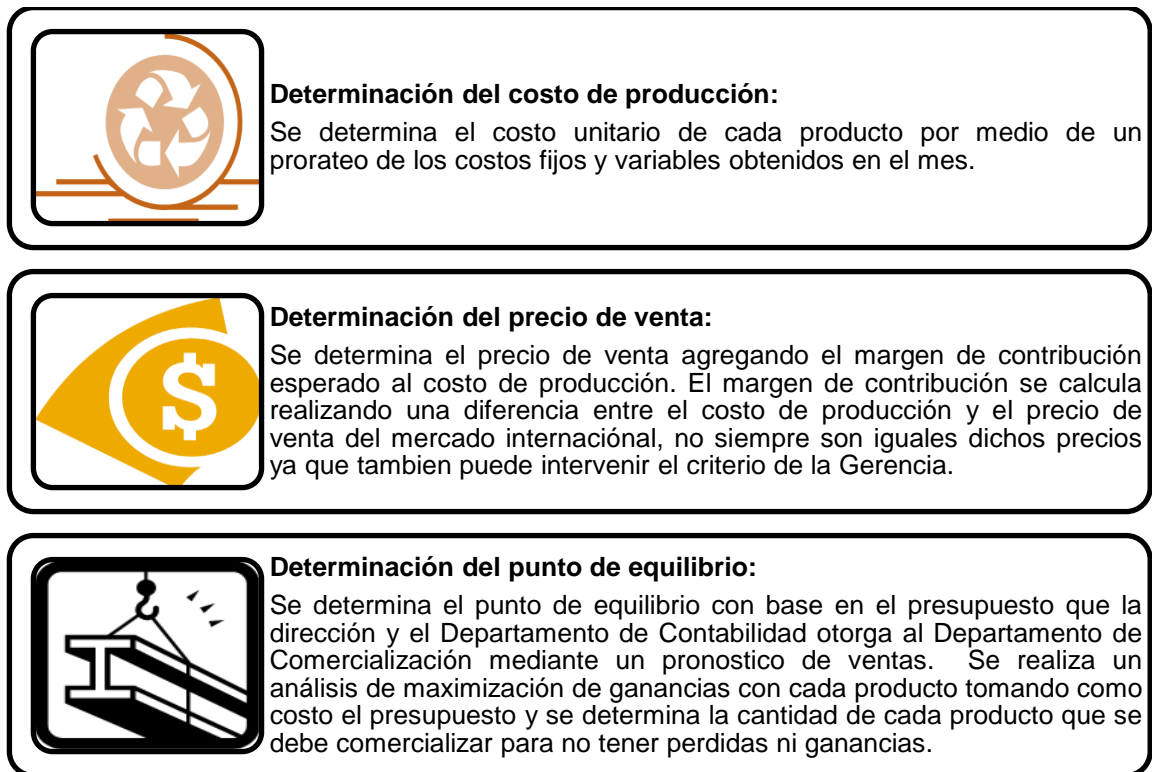 Determinación del costo de producción:
Se determina el costo unitario de cada producto por medio de un
prorateo de los costos fijos y variables obtenidos en el mes.
$
Determinación del precio de venta:
Se determina el precio de venta agregando el margen de contribución
esperado al costo de producción. El margen de contribución se calcula
realizando una diferencia entre el costo de producción y el precio de
venta del mercado internaciónal, no siempre son iguales dichos precios
ya que tambien puede intervenir el criterio de la Gerencia.
Determinación del punto de equilibrio:
Se determina el punto de equilibrio con base en el presupuesto que la
dirección y el Departamento de Contabilidad otorga al Departamento de
Comercialización mediante un pronostico de ventas. Se realiza un
análisis de maximización de ganancias con cada producto tomando como
costo el presupuesto y se determina la cantidad de cada producto que se
debe comercializar para no tener perdidas ni ganancias.